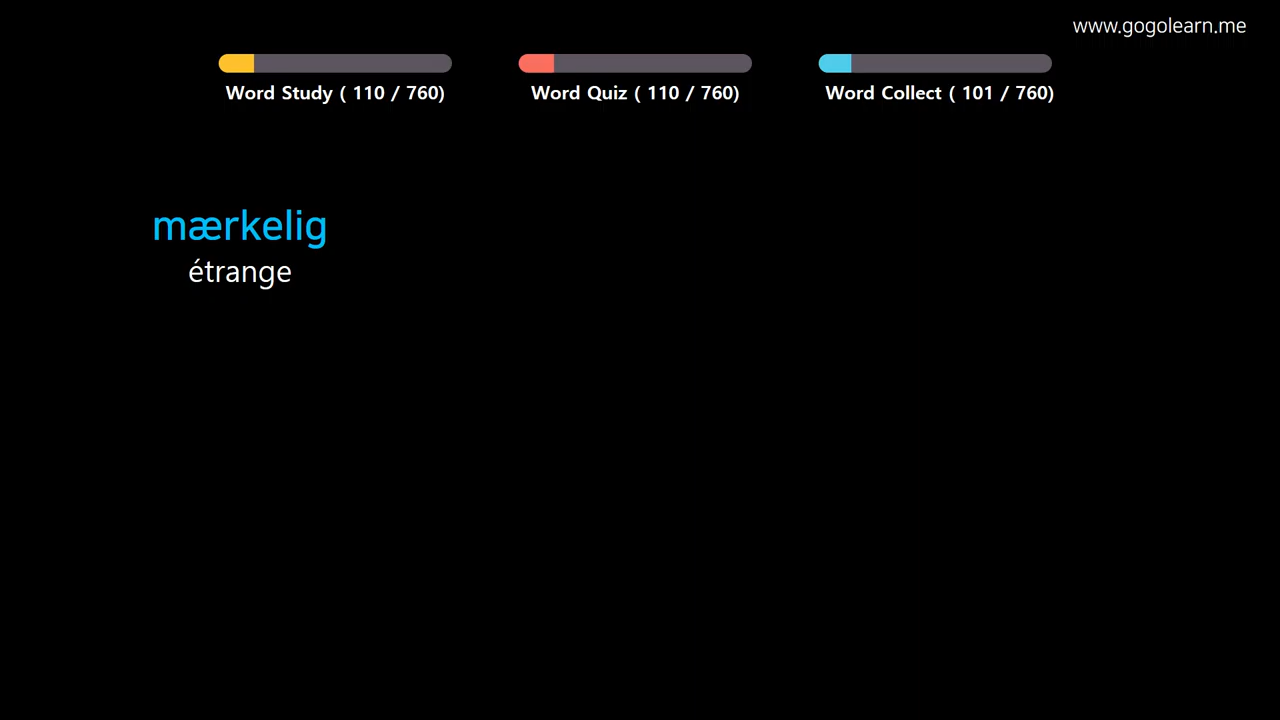 www.gogolearn.me
Word Study ( 110 / 760)
Word Quiz ( 110 / 760)
Word Collect ( 101 / 760)
mærkelig
étrange